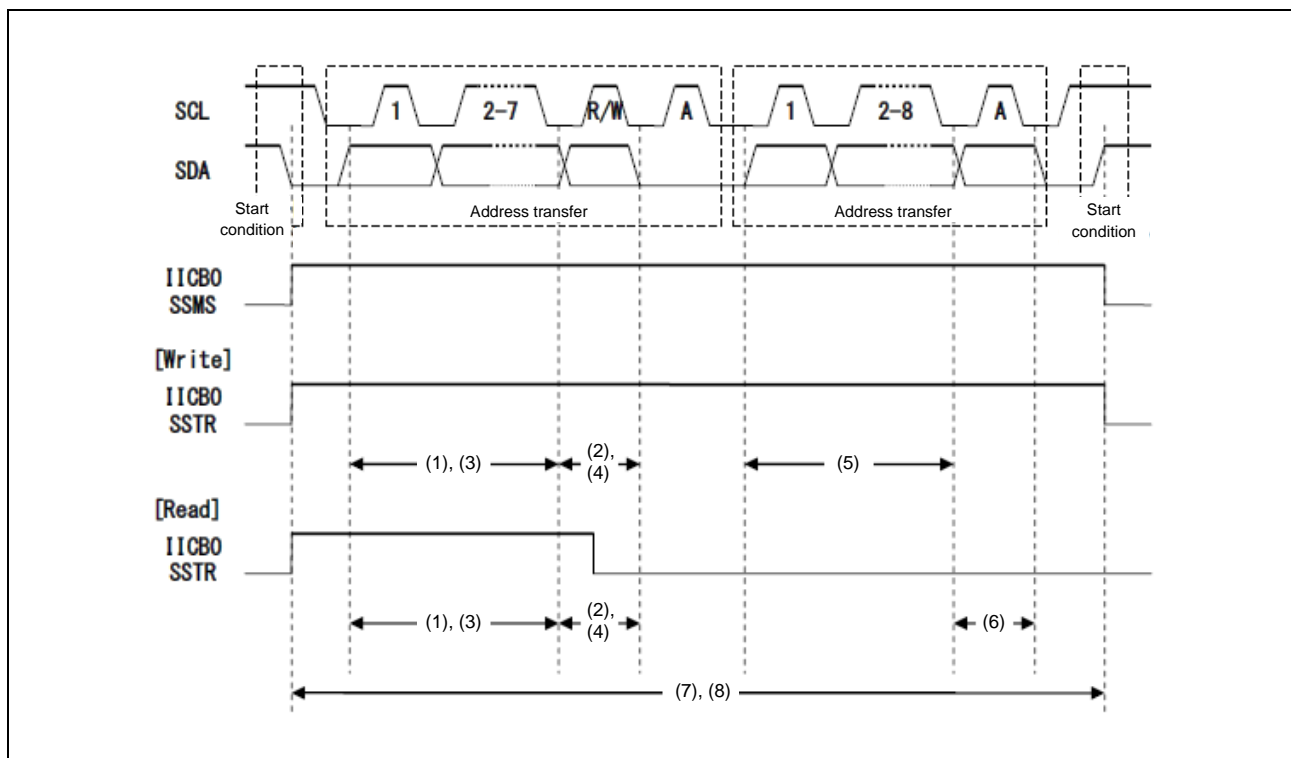 SCL
1
2-7
R/W
A
1
2-8
A
SDA
Start
condition
Address transfer
Address transfer
Start
condition
IICB0
SSMS
[Write]
IICB0
SSTR
(1), (3)
(2),
(4)
(5)
[Read]
IICB0
SSTR
(1), (3)
(2),
(4)
(6)
(7), (8)